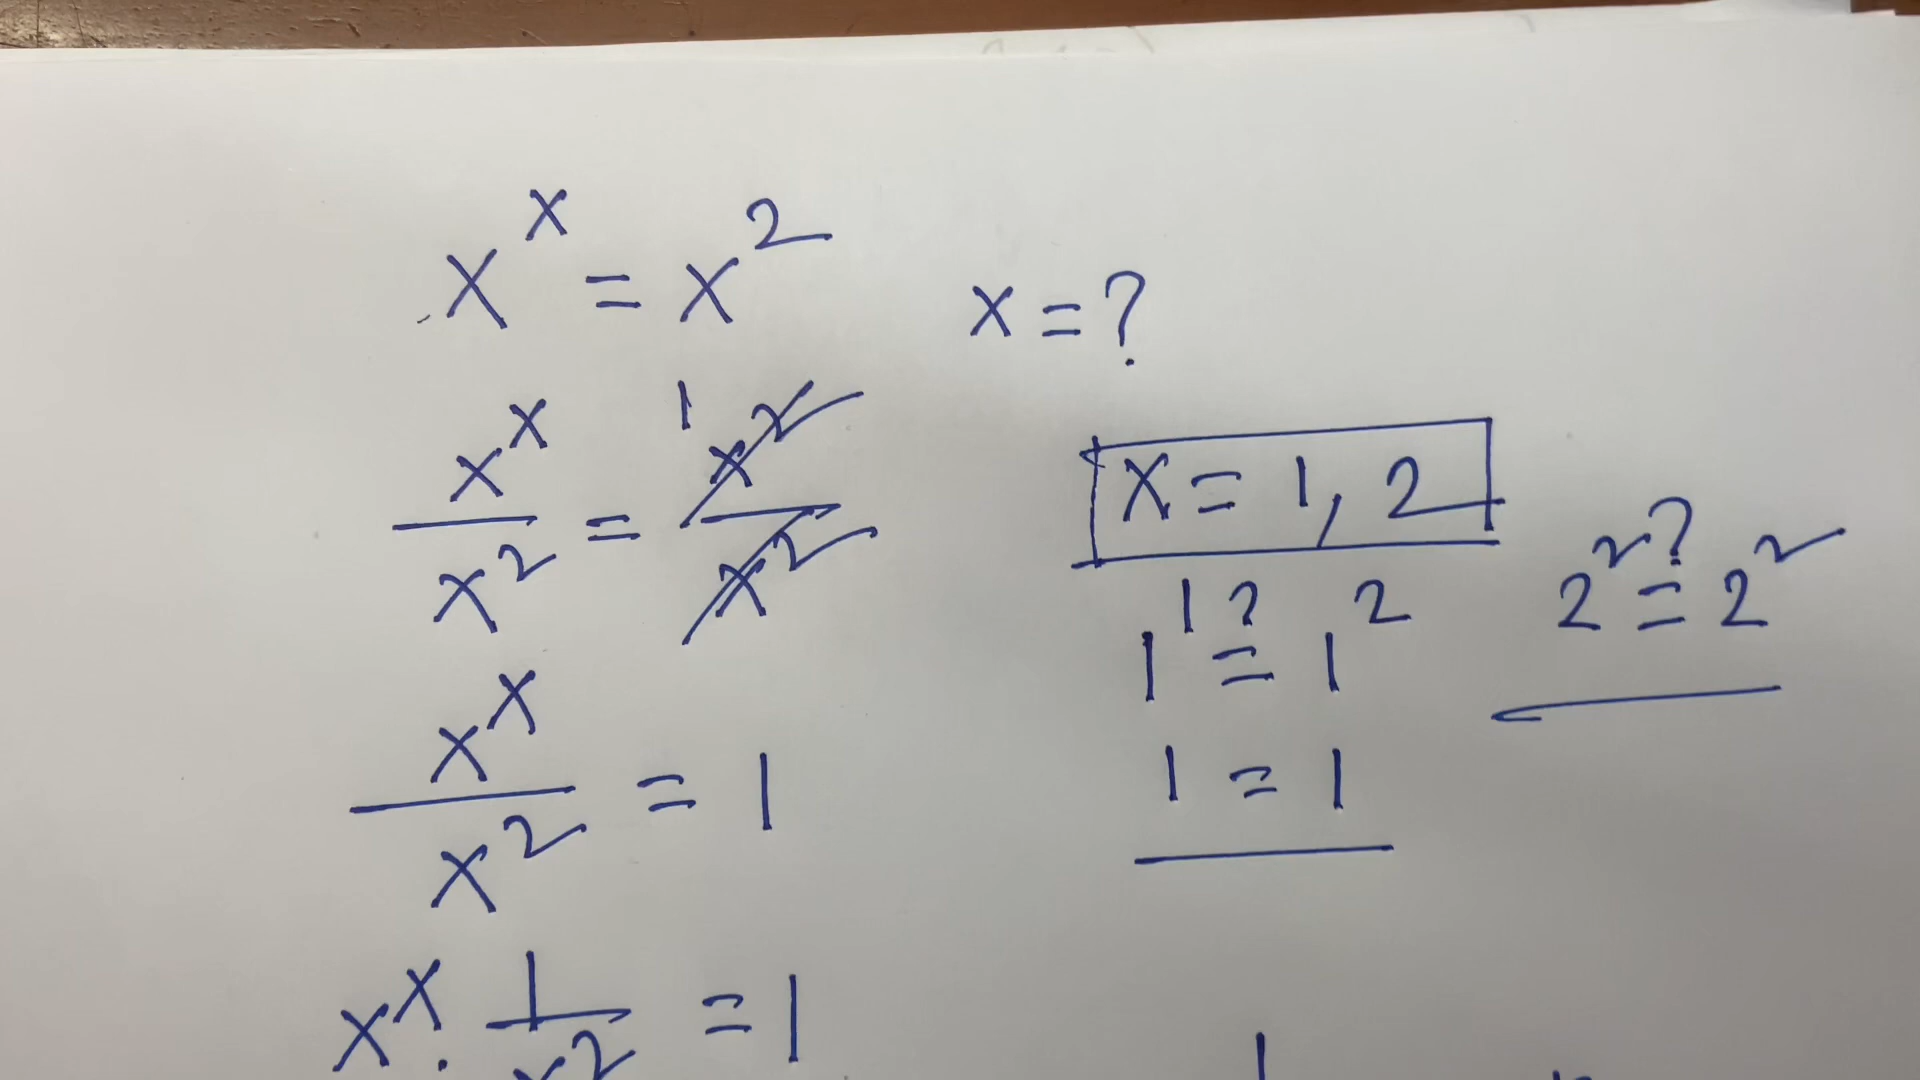 x^x = x^2    x = ?
x^x/x^2 = 1 x^2/x^2
x^x/x^2 = 1
x^x · 1/x^2 = 1
x = 1, 2
1^1 ?= 1^2    2^2 ?= 2^2
1 = 1